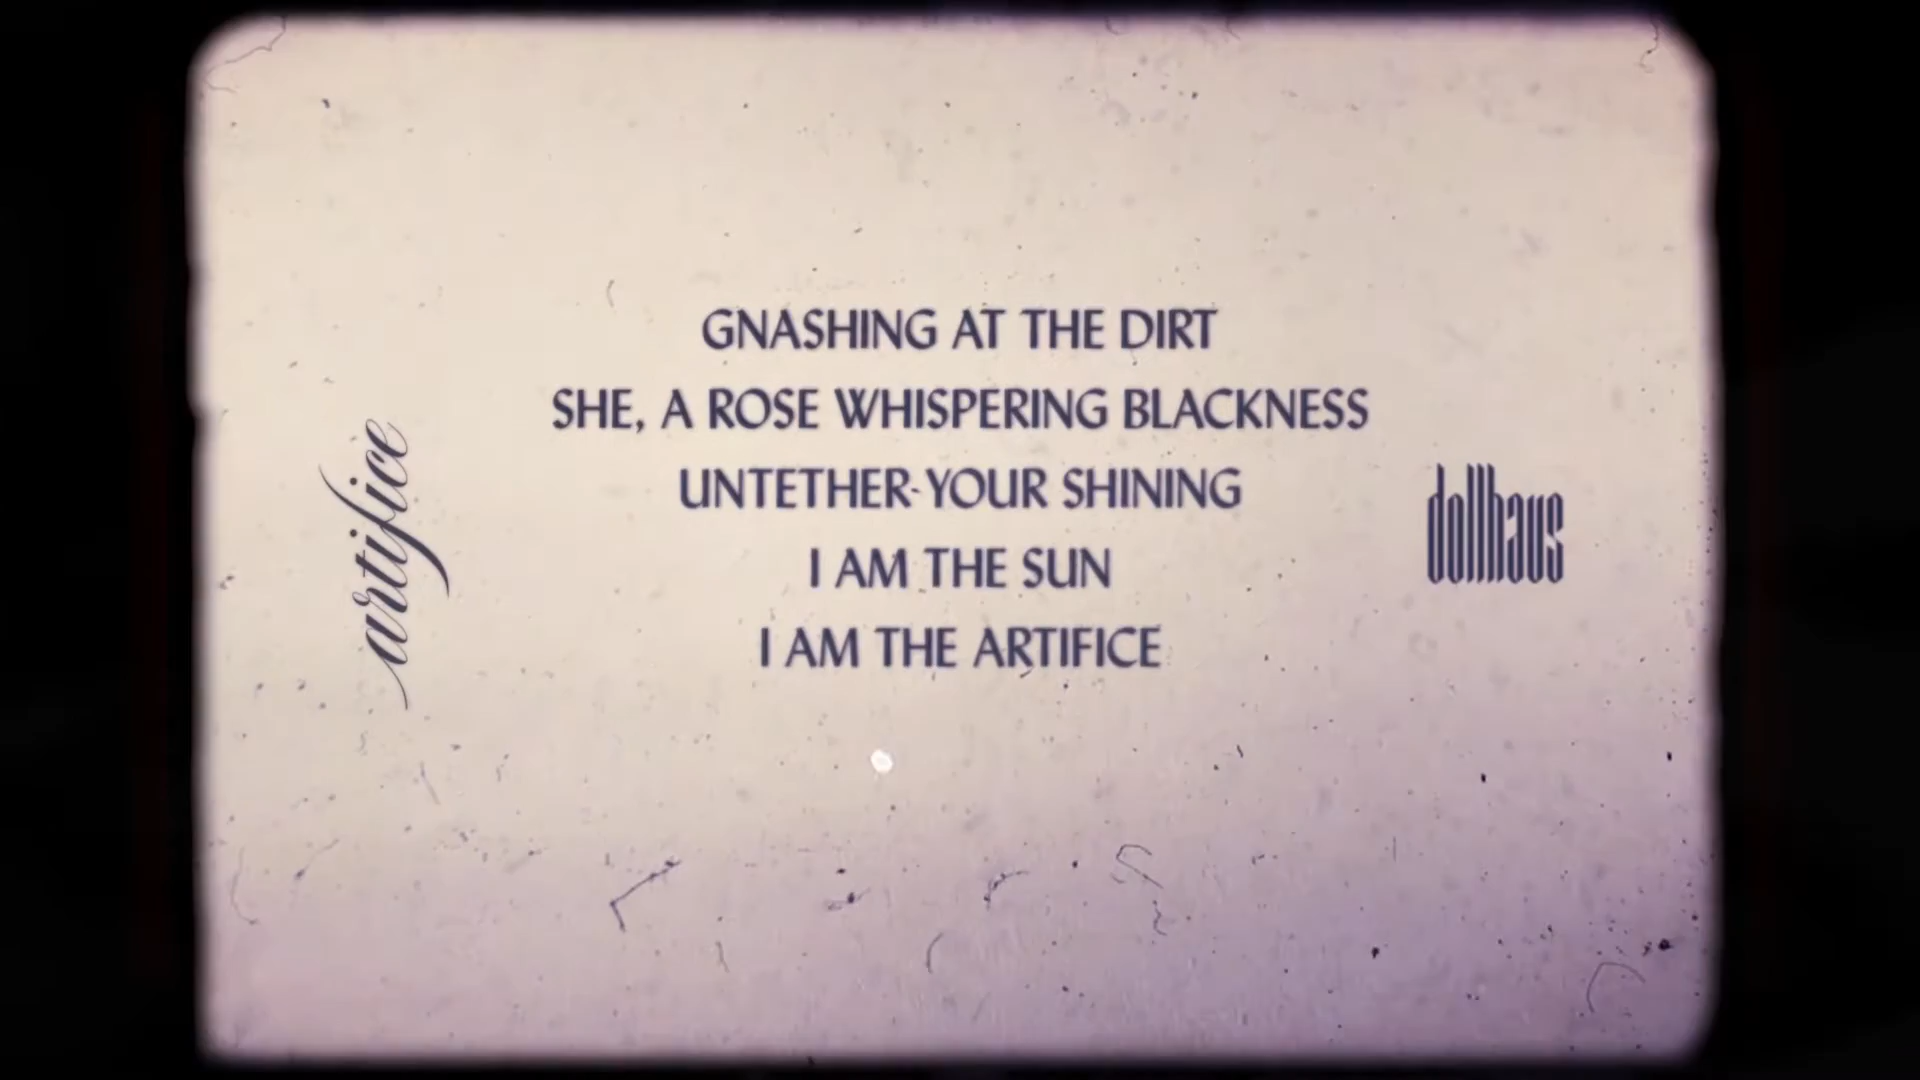 GNASHING AT THE DIRT
SHE, A ROSE WHISPERING BLACKNESS
UNTETHER YOUR SHINING
I AM THE SUN
I AM THE ARTIFICE
artifice
dollhaus